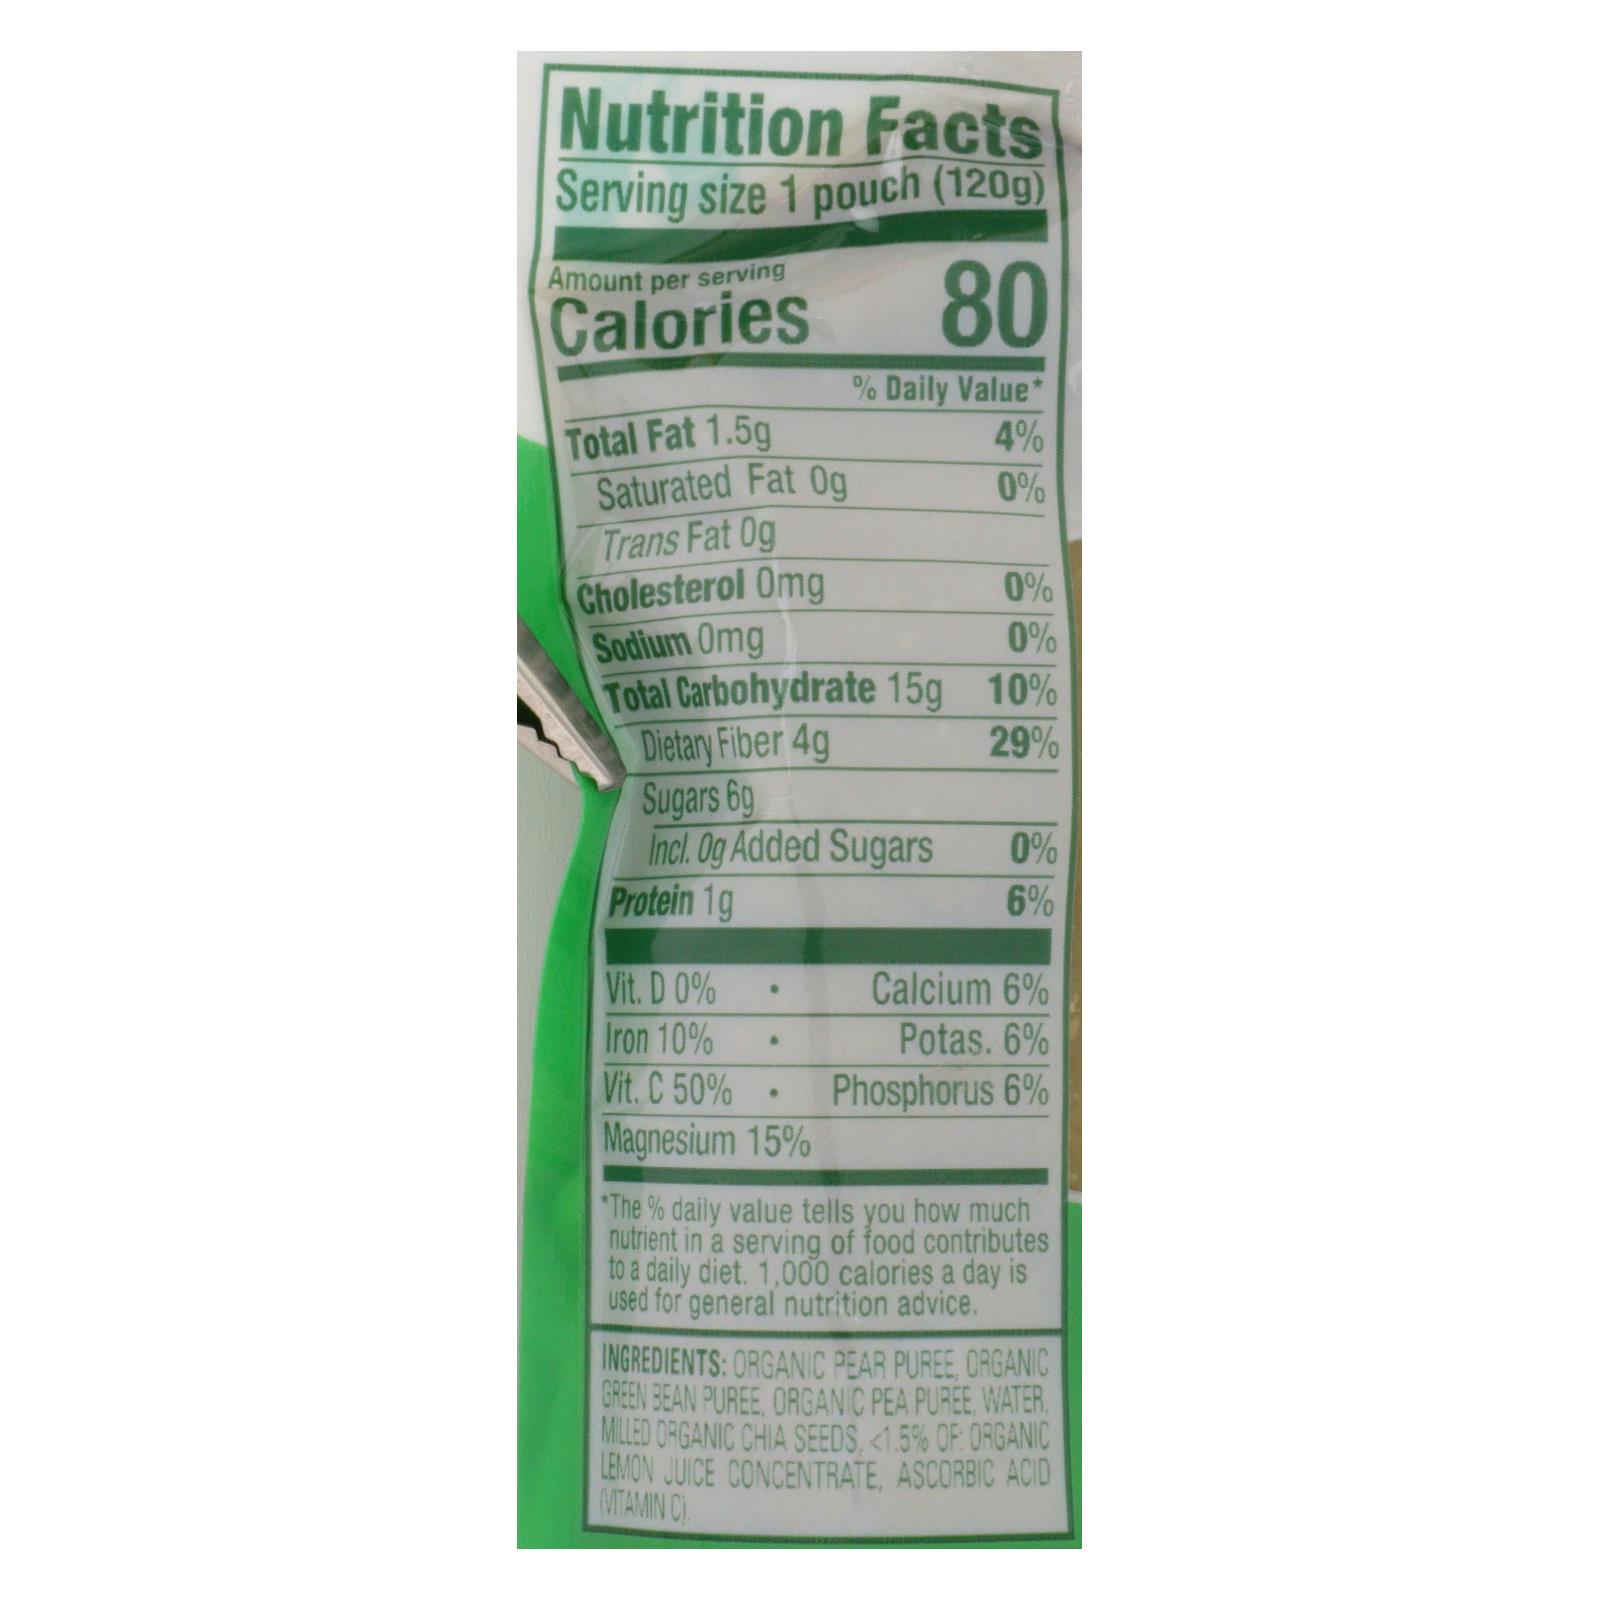 Nutrition Facts
Serving size 1 pouch (120g)
Amount per serving
Calories 80
% Daily Value*
Total Fat 1.5g 4%
Saturated Fat 0g 0%
Trans Fat 0g
Cholesterol 0mg 0%
Sodium 0mg 0%
Total Carbohydrate 15g 10%
Dietary Fiber 4g 29%
Sugars 6g
Incl. 0g Added Sugars 0%
Protein 1g 6%
Vit. D 0% • Calcium 6%
Iron 10% • Potas. 6%
Vit. C 50% • Phosphorus 6%
Magnesium 15%
*The % daily value tells you how much
nutrient in a serving of food contributes
to a daily diet. 1,000 calories a day is
used for general nutrition advice.
INGREDIENTS: ORGANIC PEAR PUREE, ORGANIC
GREEN BEAN PUREE, ORGANIC PEA PUREE, WATER,
MILLED ORGANIC CHIA SEEDS, <1.5% OF: ORGANIC
LEMON JUICE CONCENTRATE, ASCORBIC ACID
(VITAMIN C).